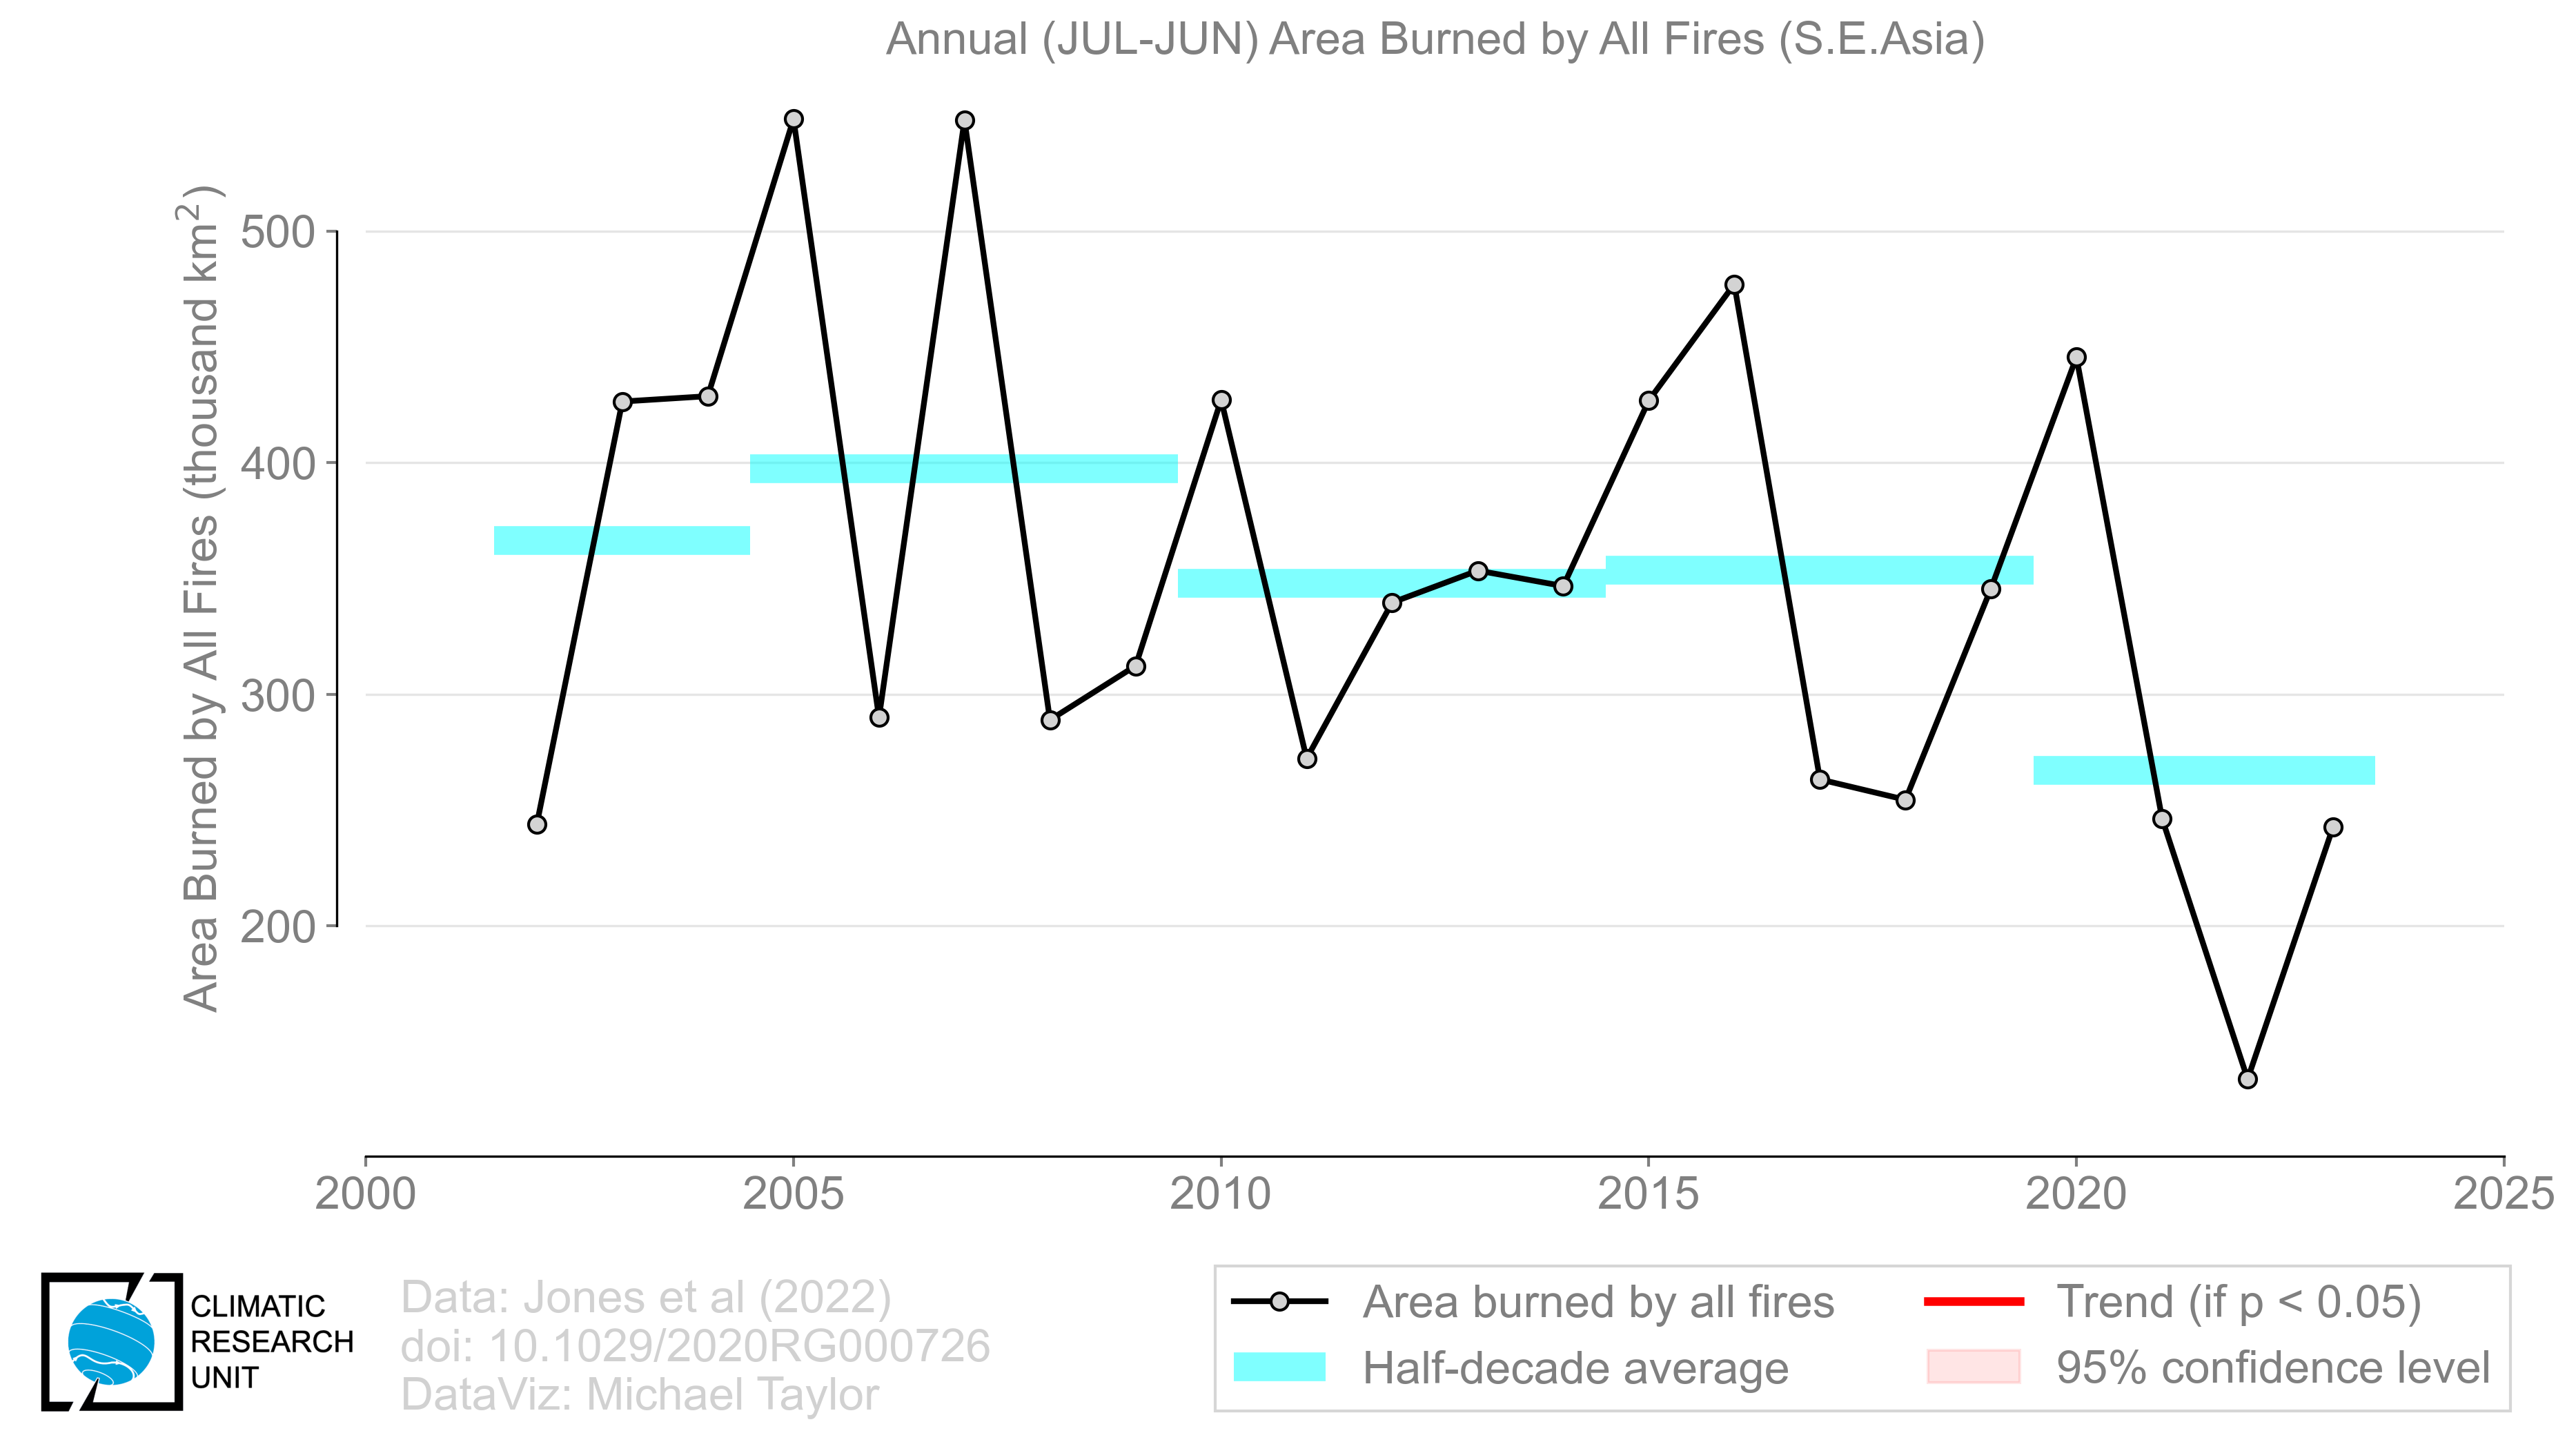 Annual (JUL-JUN) Area Burned by All Fires (S.E.Asia)
Area Burned by All Fires (thousand km²)
500
400
300
200
2000
2005
2010
2015
2020
2025
CLIMATIC
RESEARCH
UNIT
Data: Jones et al (2022)
doi: 10.1029/2020RG000726
DataViz: Michael Taylor
Area burned by all fires
Half-decade average
Trend (if p < 0.05)
95% confidence level